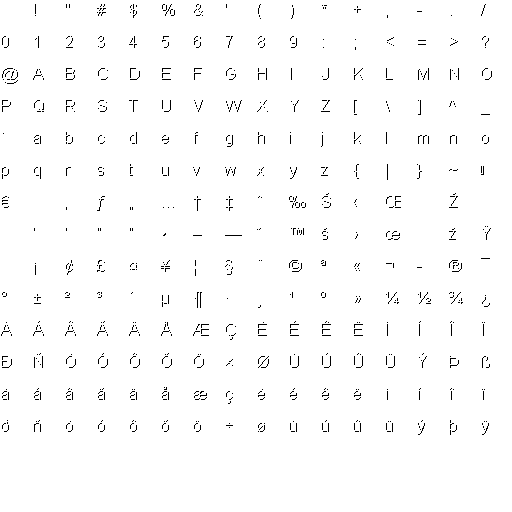 ! " # $ % & ' ( ) * + , - . /
0 1 2 3 4 5 6 7 8 9 : ; < = > ?
@ A B C D E F G H I J K L M N O
P Q R S T U V W X Y Z [ \ ] ^ _
` a b c d e f g h i j k l m n o
p q r s t u v w x y z { | } ~
€ ‚ ƒ „ … † ‡ ˆ ‰ Š ‹ Œ Ž
‘ ’ “ ” • – — ˜ ™ š › œ ž Ÿ
¡ ¢ £ ¤ ¥ ¦ § ¨ © ª « ¬ - ® ¯
° ± ² ³ ´ µ ¶ · ¸ ¹ º » ¼ ½ ¾ ¿
À Á Â Ã Ä Å Æ Ç È É Ê Ë Ì Í Î Ï
Ð Ñ Ò Ó Ô Õ Ö × Ø Ù Ú Û Ü Ý Þ ß
à á â ã ä å æ ç è é ê ë ì í î ï
ð ñ ò ó ô õ ö ÷ ø ù ú û ü ý þ ÿ